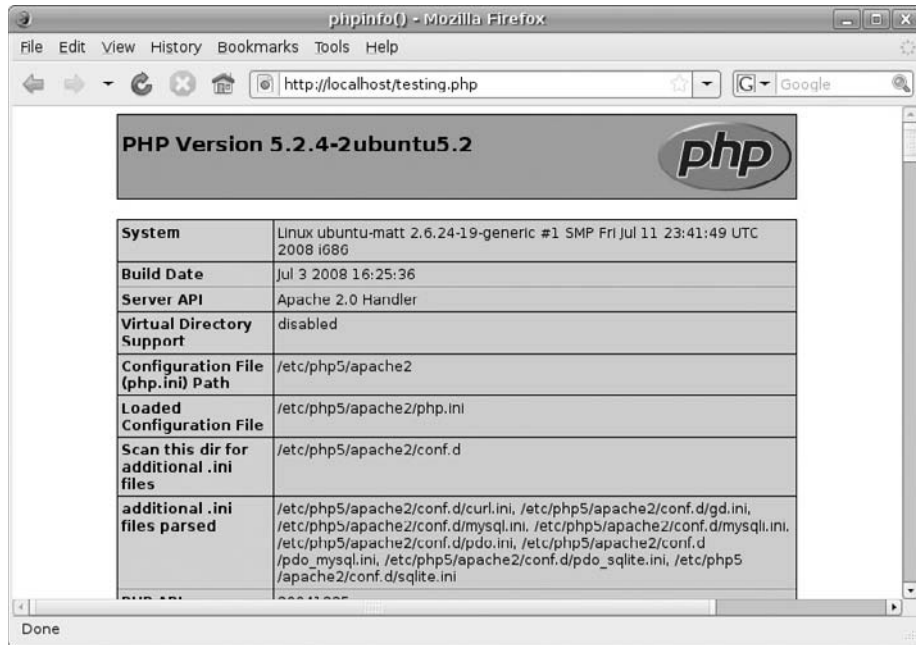 phpinfo() - Mozilla Firefox
File Edit View History Bookmarks Tools Help
http://localhost/testing.php
G Google
PHP Version 5.2.4-2ubuntu5.2
php
System Linux ubuntu-matt 2.6.24-19-generic #1 SMP Fri Jul 11 23:41:49 UTC
2008 i686
Build Date Jul 3 2008 16:25:36
Server API Apache 2.0 Handler
Virtual Directory disabled
Support
Configuration File /etc/php5/apache2
(php.ini) Path
Loaded /etc/php5/apache2/php.ini
Configuration File
Scan this dir for /etc/php5/apache2/conf.d
additional .ini
files
additional .ini /etc/php5/apache2/conf.d/curl.ini, /etc/php5/apache2/conf.d/gd.ini,
files parsed /etc/php5/apache2/conf.d/mysql.ini, /etc/php5/apache2/conf.d/mysqli.ini,
/etc/php5/apache2/conf.d/pdo.ini, /etc/php5/apache2/conf.d
/pdo_mysql.ini, /etc/php5/apache2/conf.d/pdo_sqlite.ini, /etc/php5
/apache2/conf.d/sqlite.ini
Done